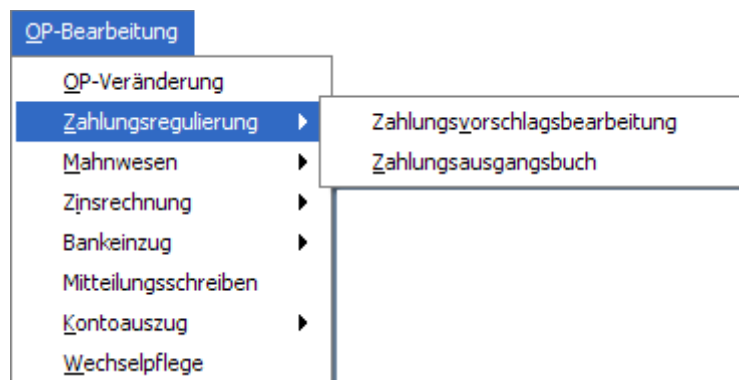 OP-Bearbeitung
OP-Veränderung
Zahlungsregulierung
Zahlungsvorschlagsbearbeitung
Mahnwesen
Zahlungsausgangsbuch
Zinsrechnung
Bankeinzug
Mitteilungsschreiben
Kontoauszug
Wechselpflege